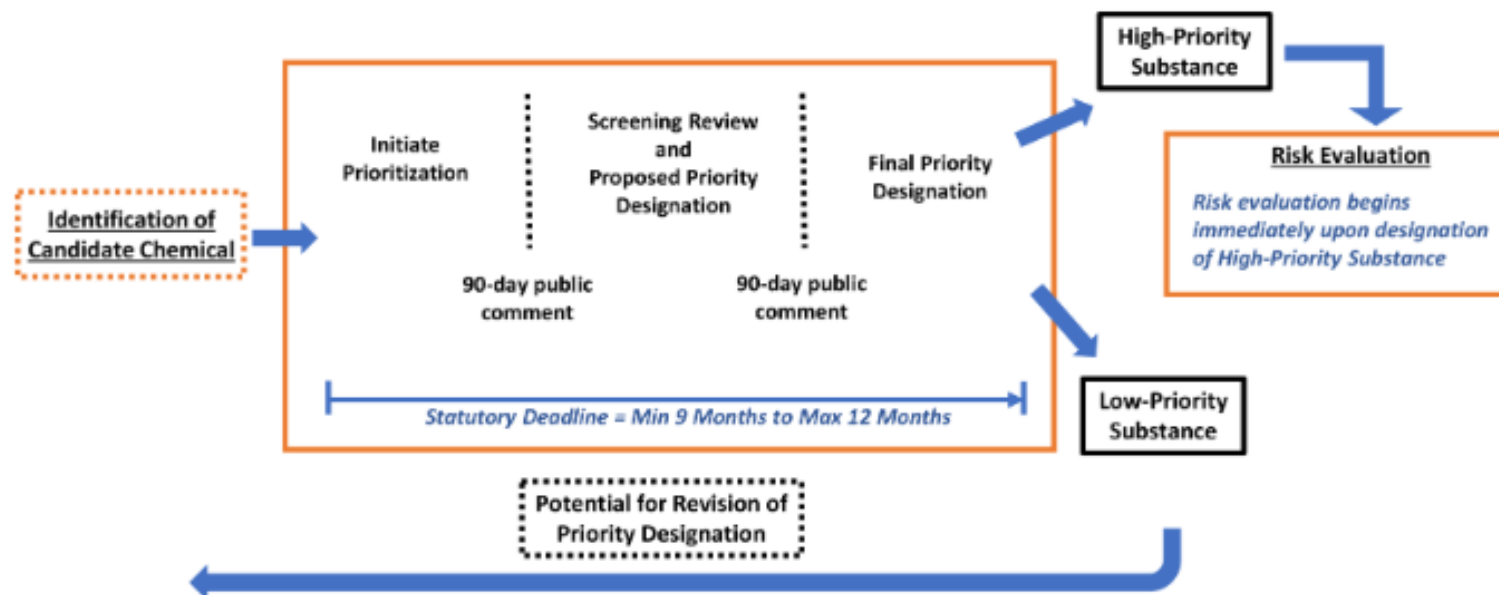 Identification of
Candidate Chemical
Initiate
Prioritization
90-day public
comment
Screening Review
and
Proposed Priority
Designation
90-day public
comment
Final Priority
Designation
Statutory Deadline = Min 9 Months to Max 12 Months
High-Priority
Substance
Risk Evaluation
Risk evaluation begins
immediately upon designation
of High-Priority Substance
Low-Priority
Substance
Potential for Revision of
Priority Designation